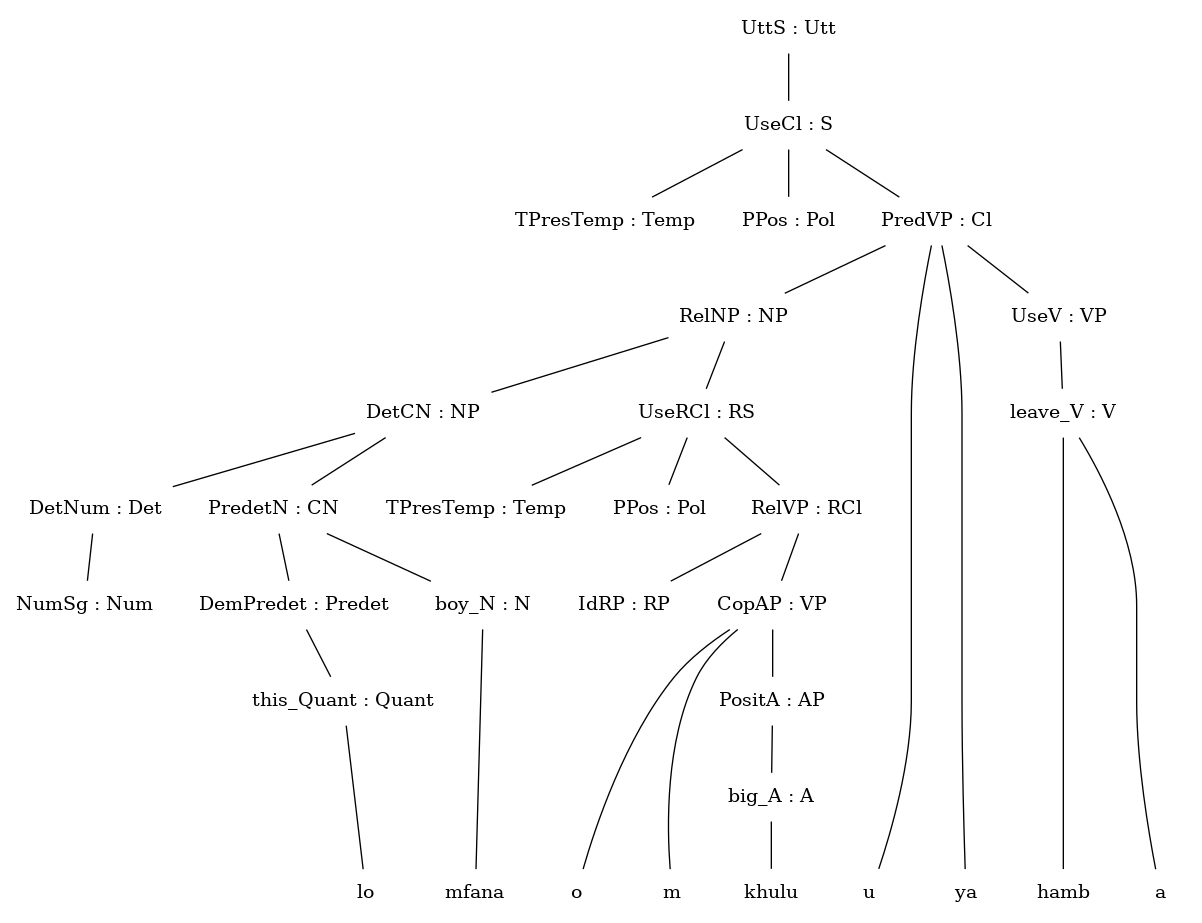 UttS : Utt
UseCl : S
TPresTemp : Temp PPos : Pol PredVP : Cl
RelNP : NP UseV : VP
DetCN : NP UseRCl : RS leave_V : V
DetNum : Det PredetN : CN TPresTemp : Temp PPos : Pol RelVP : RCl
NumSg : Num DemPredet : Predet boy_N : N IdRP : RP CopAP : VP
this_Quant : Quant PositA : AP
big_A : A
lo mfana o m khulu u ya hamb a